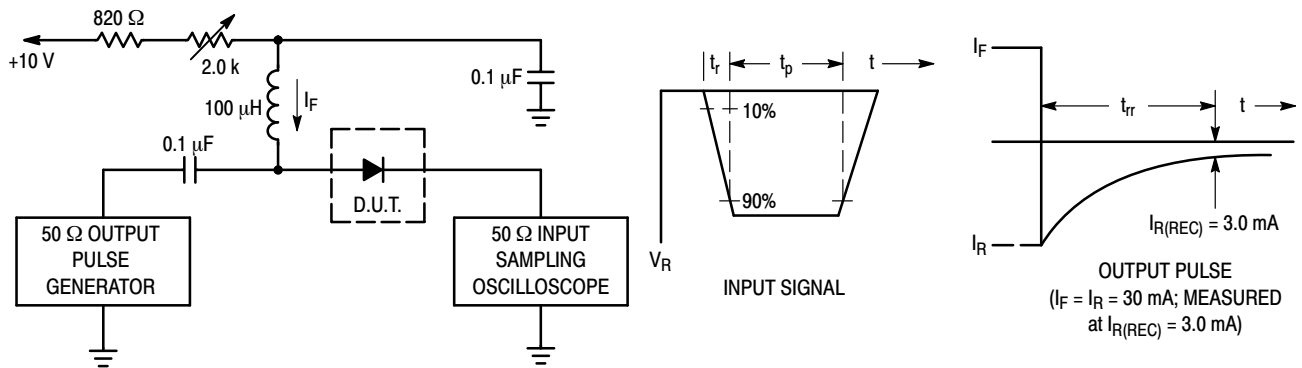 820 Ω
+10 V
2.0 k
100 μH
I_F
0.1 μF
0.1 μF
D.U.T.
50 Ω OUTPUT
PULSE
GENERATOR
50 Ω INPUT
SAMPLING
OSCILLOSCOPE
t_r
t_p
t
10%
90%
V_R
INPUT SIGNAL
I_F
t_rr
t
I_R
I_R(REC) = 3.0 mA
OUTPUT PULSE
(I_F = I_R = 30 mA; MEASURED
at I_R(REC) = 3.0 mA)